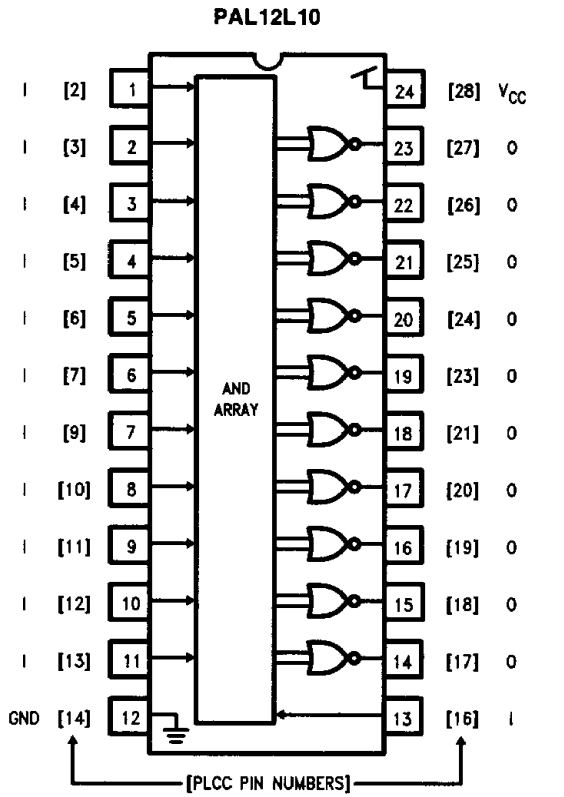 PAL12L10
I [2] 1 24 [28] VCC
I [3] 2 23 [27] O
I [4] 3 22 [26] O
I [5] 4 21 [25] O
I [6] 5 20 [24] O
I [7] 6 19 [23] O
AND
ARRAY
I [9] 7 18 [21] O
I [10] 8 17 [20] O
I [11] 9 16 [19] O
I [12] 10 15 [18] O
I [13] 11 14 [17] O
GND [14] 12 13 [16] I
[PLCC PIN NUMBERS]